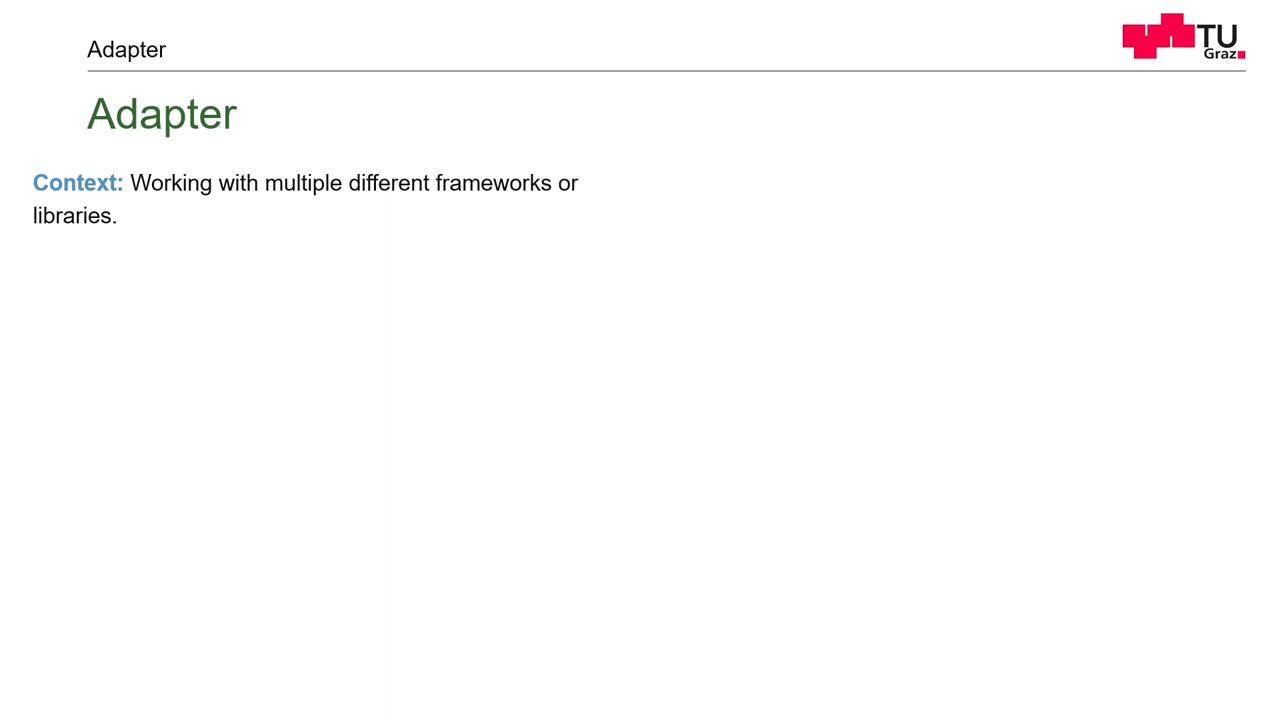 Adapter
TU
Graz
Adapter
Context: Working with multiple different frameworks or
libraries.